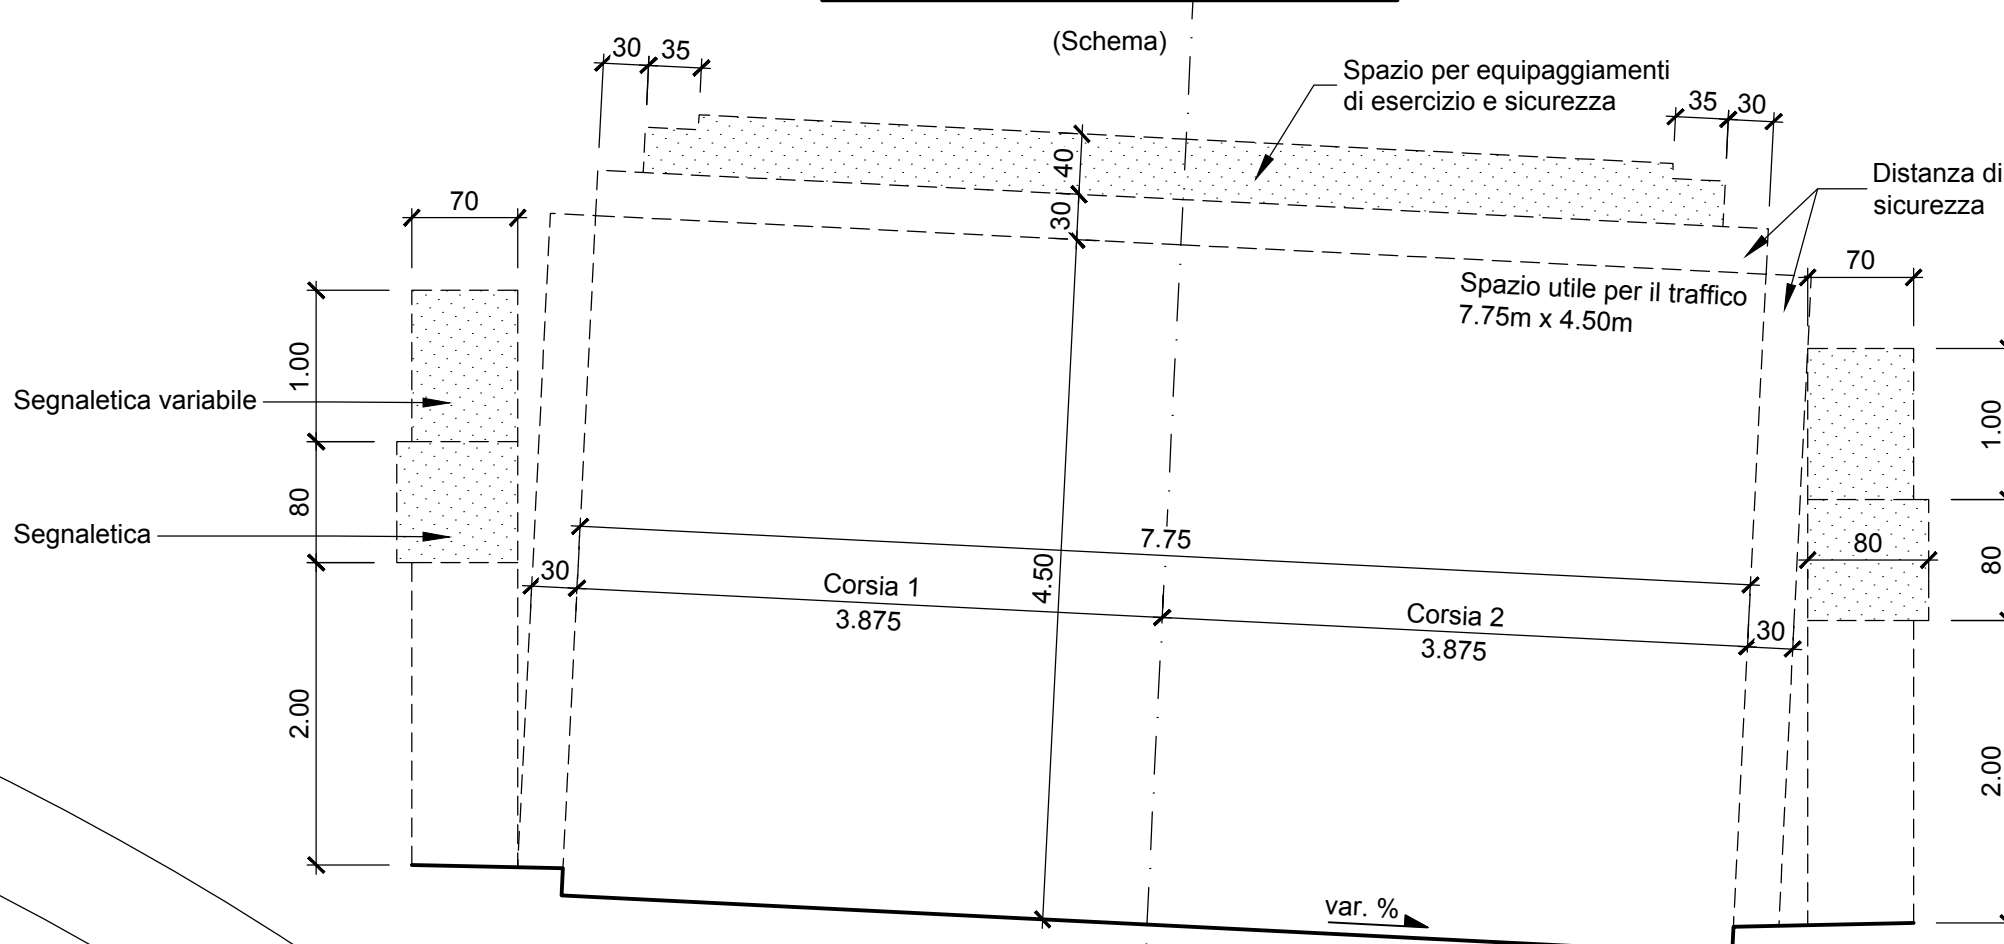 (Schema)
30 35
Spazio per equipaggiamenti
di esercizio e sicurezza
35 30
40
30
Distanza di
sicurezza
70
70
Spazio utile per il traffico
7.75m x 4.50m
1.00
Segnaletica variabile
1.00
80
Segnaletica
7.75
80
80
30
Corsia 1
3.875
4.50
Corsia 2
3.875
30
2.00
2.00
var. %